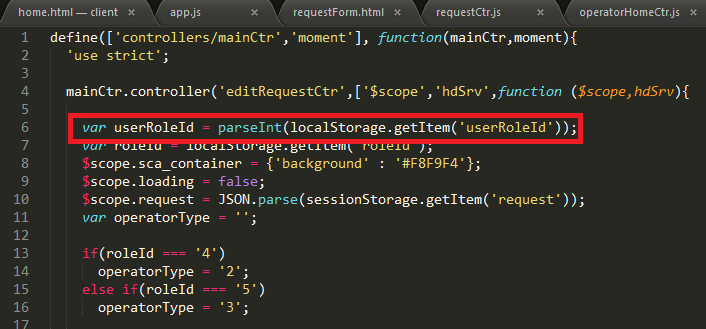 home.html — client × app.js × requestForm.html × requestCtr.js × operatorHomeCtr.js
1 define(['controllers/mainCtr','moment'], function(mainCtr,moment){
2 'use strict';
3
4 mainCtr.controller('editRequestCtr',['$scope','hdSrv',function ($scope,hdSrv){
5
6 var userRoleId = parseInt(localStorage.getItem('userRoleId'));
7 var roleId = localStorage.getItem('roleId');
8 $scope.sca_container = {'background' : '#F8F9F4'};
9 $scope.loading = false;
10 $scope.request = JSON.parse(sessionStorage.getItem('request'));
11 var operatorType = '';
12
13 if(roleId === '4')
14 operatorType = '2';
15 else if(roleId === '5')
16 operatorType = '3';
17